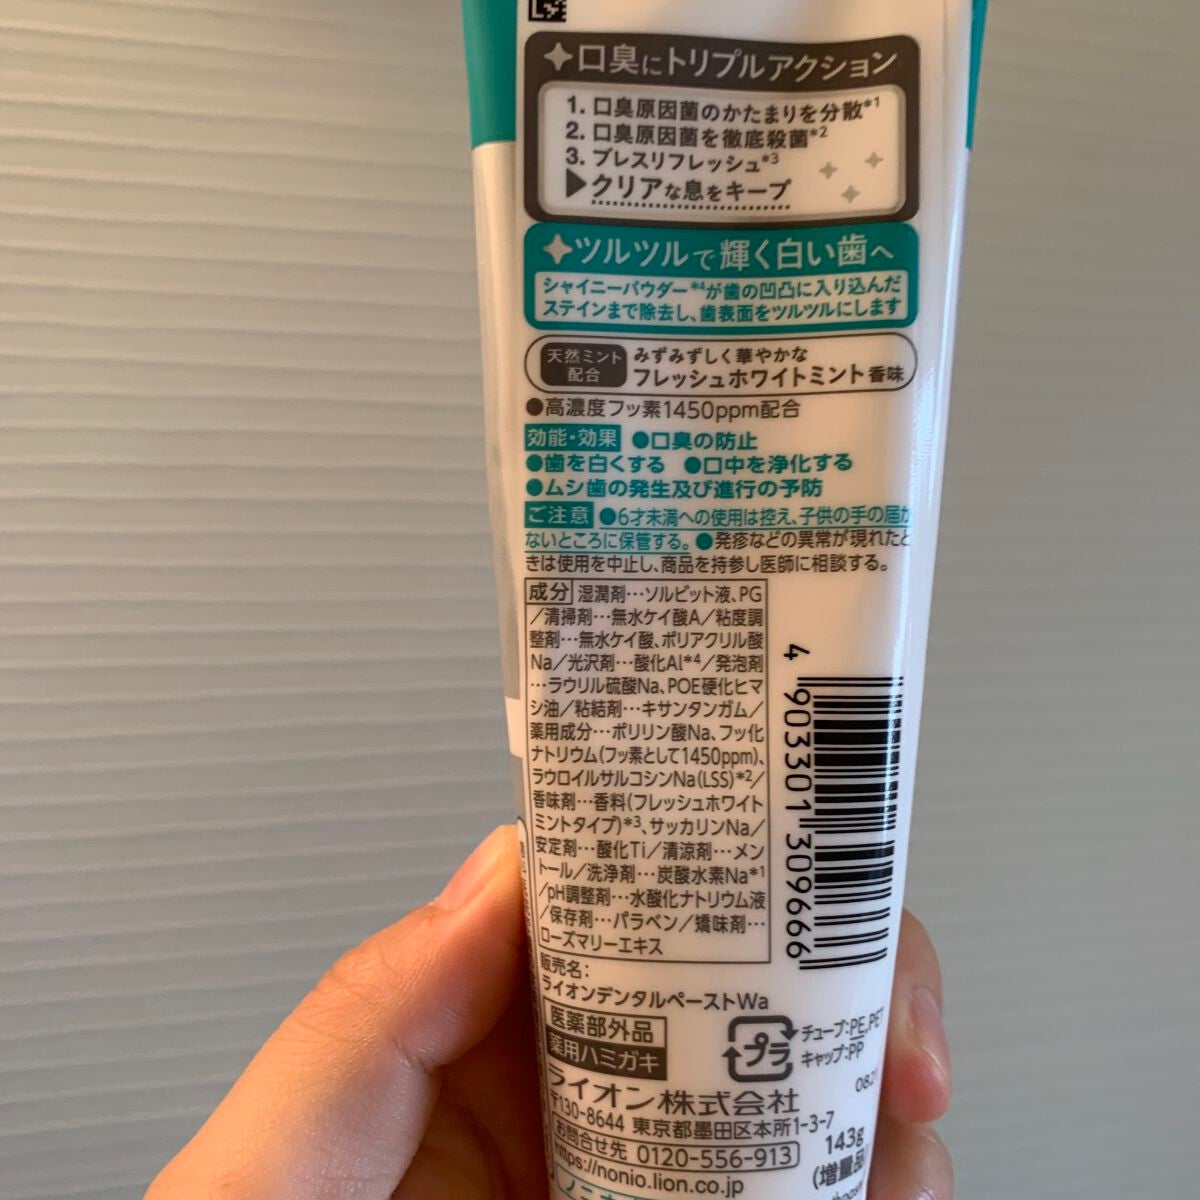 口臭にトリプルアクション
1. 口臭原因菌のかたまりを分散*1
2. 口臭原因菌を徹底殺菌*2
3. ブレスリフレッシュ*3
▶クリアな息をキープ
ツルツルで輝く白い歯へ
シャイニーパウダー*4が歯の凹凸に入り込んだ
ステインまで除去し、歯表面をツルツルにします
天然ミント
配合
みずみずしく華やかな
フレッシュホワイトミント香味
●高濃度フッ素1450ppm配合
効能・効果 ●口臭の防止
●歯を白くする ●口中を浄化する
●ムシ歯の発生及び進行の予防
ご注意 ●6才未満への使用は控え、子供の手の届か
ないところに保管する。●発疹などの異常が現れたと
きは使用を中止し、商品を持参し医師に相談する。
成分 湿潤剤…ソルビット液、PG
/清掃剤…無水ケイ酸A/粘度調
整剤…無水ケイ酸、ポリアクリル酸
Na/光沢剤…酸化Al*4/発泡剤
…ラウリル硫酸Na、POE硬化ヒマ
シ油/粘結剤…キサンタンガム/
薬用成分…ポリリン酸Na、フッ化
ナトリウム(フッ素として1450ppm)、
ラウロイルサルコシンNa(LSS)*2/
香味剤…香料(フレッシュホワイト
ミントタイプ)*3、サッカリンNa/
安定剤…酸化Ti/清涼剤…メン
トール/洗浄剤…炭酸水素Na*1
/pH調整剤…水酸化ナトリウム液
/保存剤…パラベン/矯味剤…
ローズマリーエキス
4 903301 309666
販売名:
ライオンデンタルペーストWa
医薬部外品
薬用ハミガキ
プラ
チューブ:PE,PET
キャップ:PP
ライオン株式会社
〒130-8644 東京都墨田区本所1-3-7
お問合せ先 0120-556-913
https://nonio.lion.co.jp
0821
143g
(増量品)